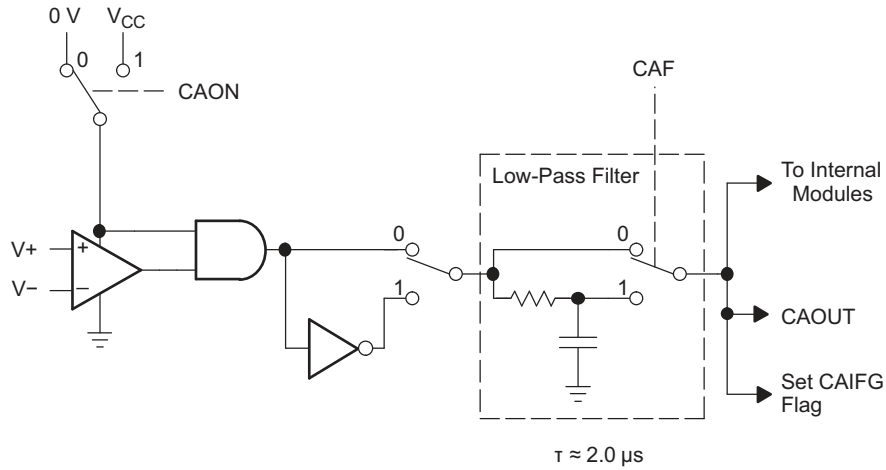 0 V
V<sub>CC</sub>
0
1
CAON
CAF
Low-Pass Filter
To Internal
Modules
V+
+
V−
−
0
1
0
1
CAOUT
Set CAIFG
Flag
τ ≈ 2.0 µs